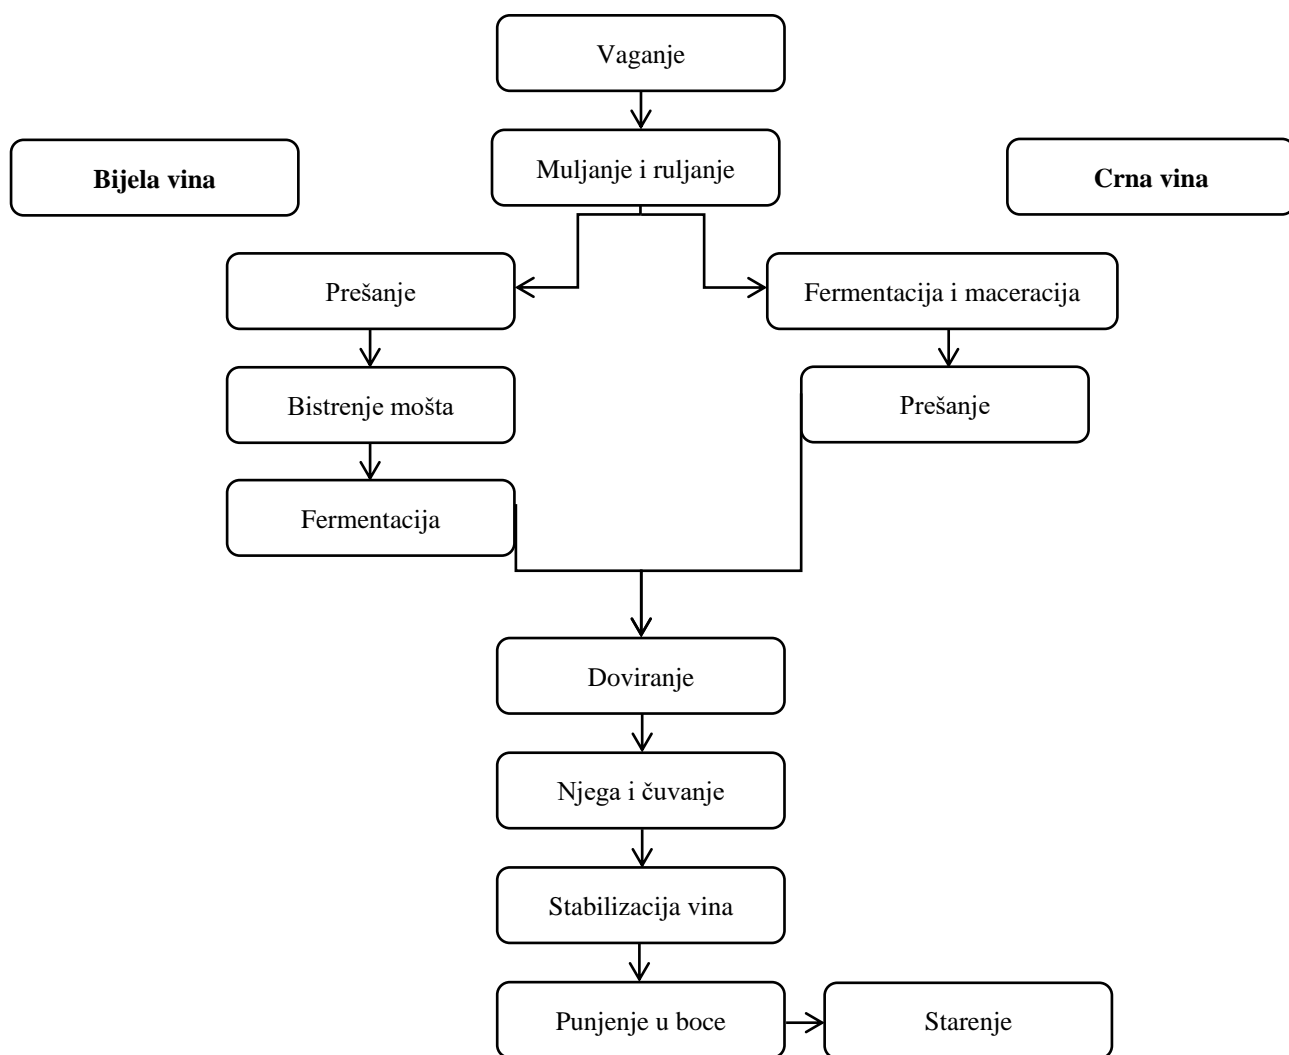 Vaganje
Muljanje i ruljanje
Bijela vina
Crna vina
Prešanje
Fermentacija i maceracija
Bistrenje mošta
Prešanje
Fermentacija
Doviranje
Njega i čuvanje
Stabilizacija vina
Punjenje u boce
Starenje